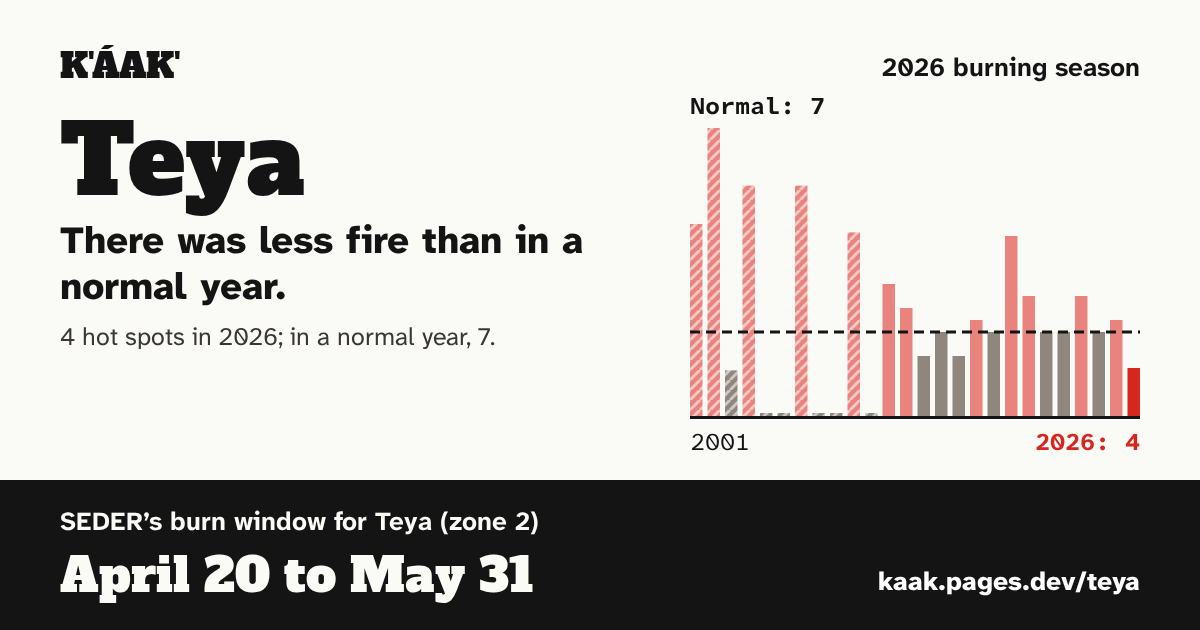 K'ÁAK'
2026 burning season
Teya
There was less fire than in a
normal year.
4 hot spots in 2026; in a normal year, 7.
Normal: 7
2001
2026: 4
SEDER’s burn window for Teya (zone 2)
April 20 to May 31
kaak.pages.dev/teya